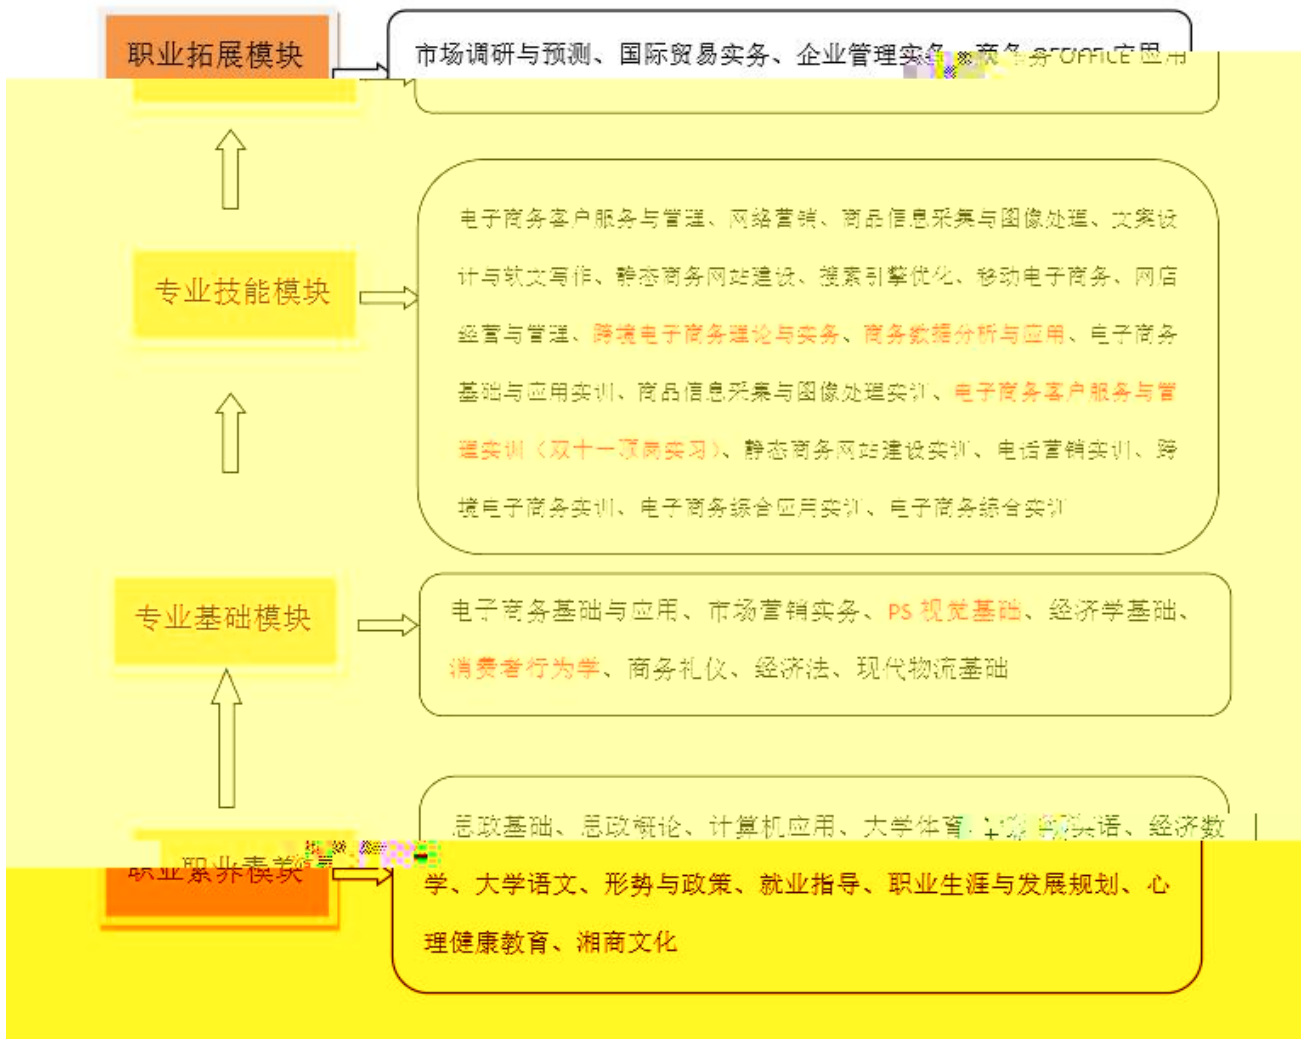 职业拓展模块
市场调研与预测、国际贸易实务、企业管理实务、商务 OFFICE 应用
专业技能模块
电子商务客户服务与管理、网络营销、商品信息采集与图像处理、文案设
计与软文写作、静态商务网站建设、搜索引擎优化、移动电子商务、网店
经营与管理、跨境电子商务理论与实务、商务数据分析与应用、电子商务
基础与应用实训、商品信息采集与图像处理实训、电子商务客户服务与管
理实训（双十一顶岗实习）、静态商务网站建设实训、电话营销实训、跨
境电子商务实训、电子商务综合应用实训、电子商务综合实训
专业基础模块
电子商务基础与应用、市场营销实务、PS 视觉基础、经济学基础、
消费者行为学、商务礼仪、经济法、现代物流基础
职业素养模块
思政基础、思政概论、计算机应用、大学体育、英语、经济数
学、大学语文、形势与政策、就业指导、职业生涯与发展规划、心
理健康教育、湘商文化